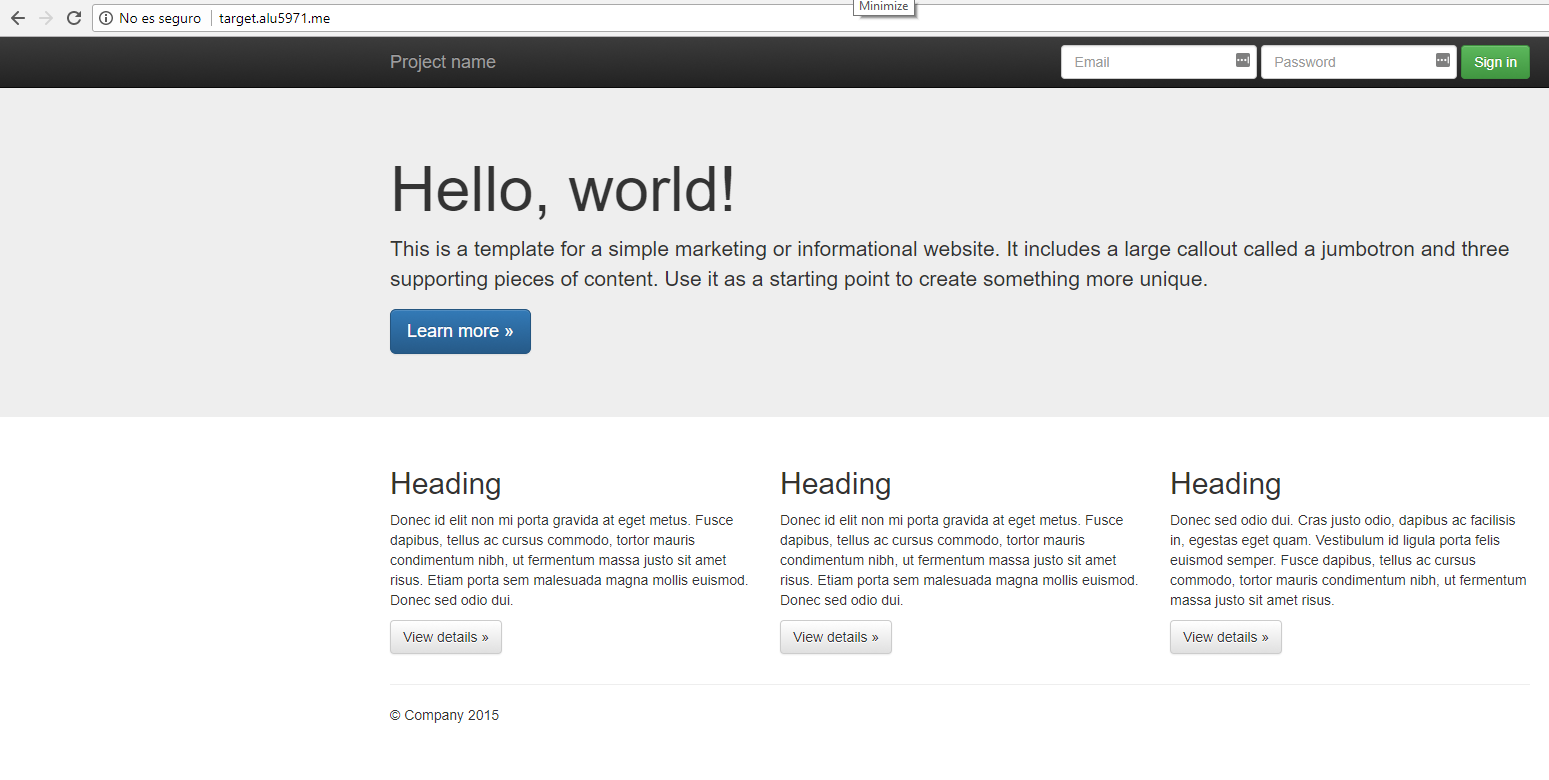 Minimize
No es seguro target.alu5971.me
Project name Email Password Sign in
Hello, world!
This is a template for a simple marketing or informational website. It includes a large callout called a jumbotron and three
supporting pieces of content. Use it as a starting point to create something more unique.
Learn more »
Heading
Donec id elit non mi porta gravida at eget metus. Fusce
dapibus, tellus ac cursus commodo, tortor mauris
condimentum nibh, ut fermentum massa justo sit amet
risus. Etiam porta sem malesuada magna mollis euismod.
Donec sed odio dui.
View details »
Heading
Donec id elit non mi porta gravida at eget metus. Fusce
dapibus, tellus ac cursus commodo, tortor mauris
condimentum nibh, ut fermentum massa justo sit amet
risus. Etiam porta sem malesuada magna mollis euismod.
Donec sed odio dui.
View details »
Heading
Donec sed odio dui. Cras justo odio, dapibus ac facilisis
in, egestas eget quam. Vestibulum id ligula porta felis
euismod semper. Fusce dapibus, tellus ac cursus
commodo, tortor mauris condimentum nibh, ut fermentum
massa justo sit amet risus.
View details »
© Company 2015